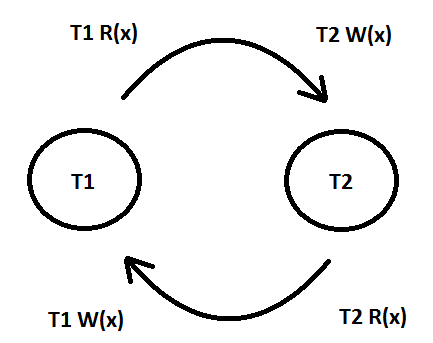 T1 R(x)
T2 W(x)
T1
T2
T1 W(x)
T2 R(x)